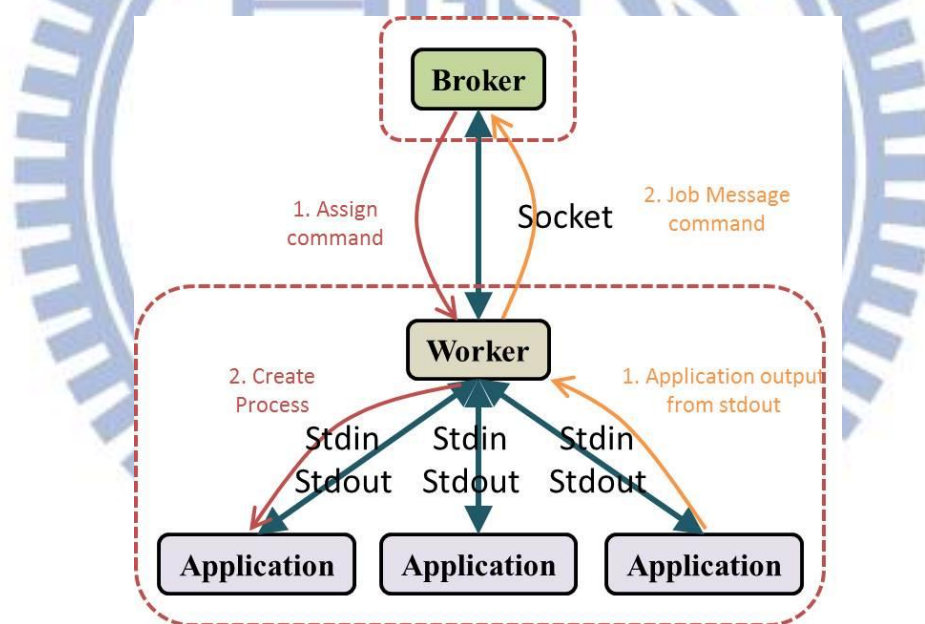 Broker
1. Assign
command
Socket
2. Job Message
command
Worker
2. Create
Process
1. Application output
from stdout
Stdin
Stdout
Stdin
Stdout
Stdin
Stdout
Application
Application
Application